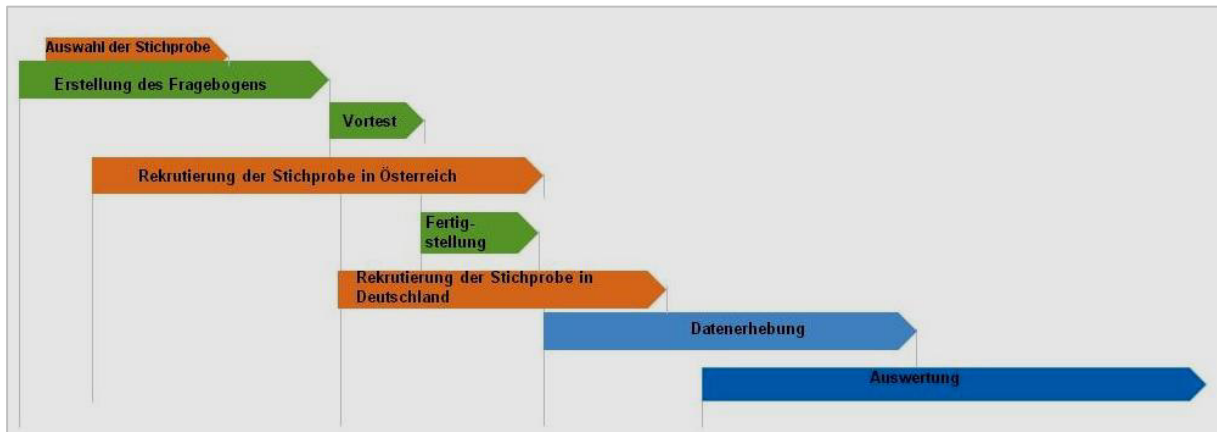 Auswahl der Stichprobe
Erstellung des Fragebogens
Vortest
Rekrutierung der Stichprobe in Österreich
Fertig-
stellung
Rekrutierung der Stichprobe in
Deutschland
Datenerhebung
Auswertung